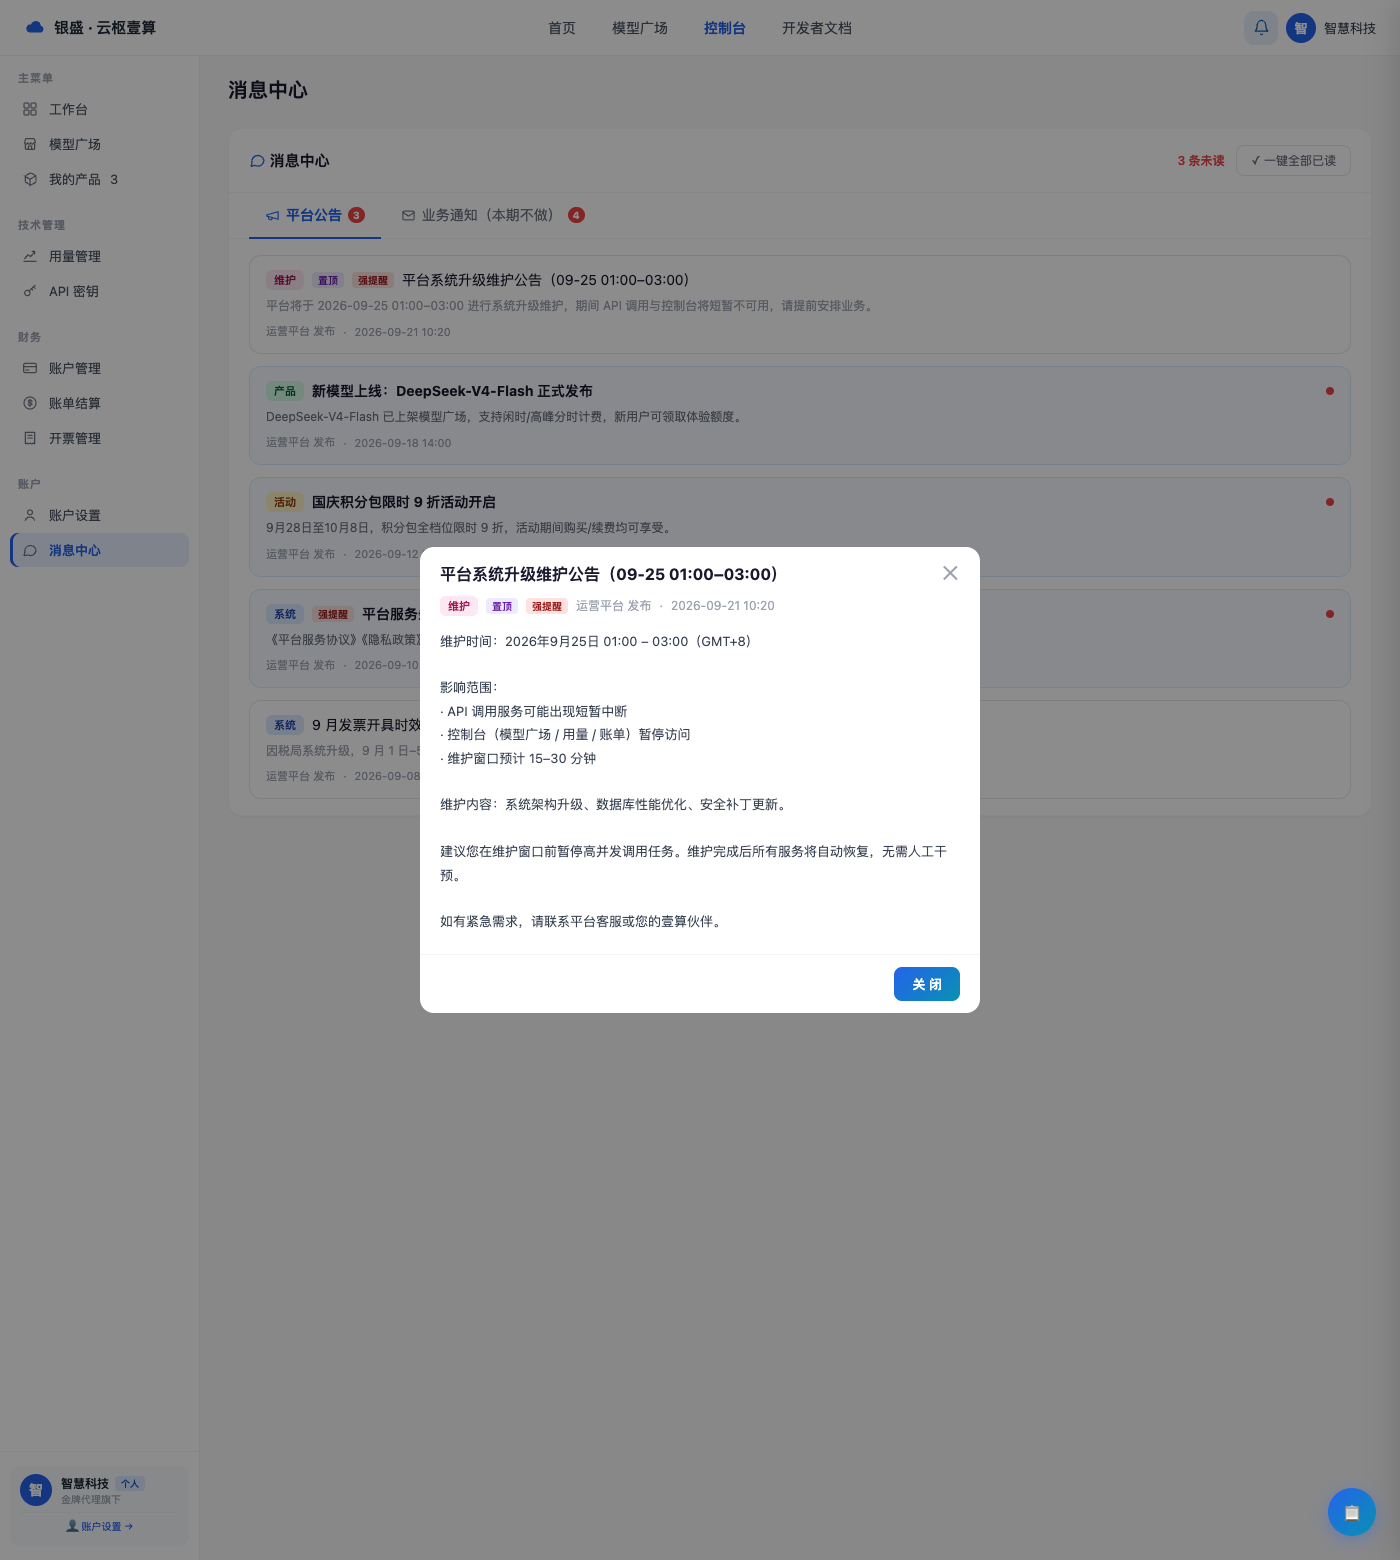 银盛 · 云枢壹算
首页
模型广场
控制台
开发者文档
智
智慧科技
主菜单
工作台
模型广场
我的产品 3
技术管理
用量管理
API 密钥
财务
账户管理
账单结算
开票管理
账户
账户设置
消息中心
消息中心
消息中心
3 条未读
✓ 一键全部已读
平台公告 3
业务通知（本期不做） 4
维护 置顶 强提醒 平台系统升级维护公告（09-25 01:00–03:00）
平台将于 2026-09-25 01:00–03:00 进行系统升级维护，期间 API 调用与控制台将短暂不可用，请提前安排业务。
运营平台 发布 · 2026-09-21 10:20
产品 新模型上线：DeepSeek-V4-Flash 正式发布
DeepSeek-V4-Flash 已上架模型广场，支持闲时/高峰分时计费，新用户可领取体验额度。
运营平台 发布 · 2026-09-18 14:00
活动 国庆积分包限时 9 折活动开启
9月28日至10月8日，积分包全档位限时 9 折，活动期间购买/续费均可享受。
运营平台 发布 · 2026-09-12
系统 强提醒 平台服务
《平台服务协议》《隐私政策》
运营平台 发布 · 2026-09-10
系统 9 月发票开具时效
因税局系统升级，9 月 1 日–5
运营平台 发布 · 2026-09-08
平台系统升级维护公告（09-25 01:00–03:00）
维护 置顶 强提醒 运营平台 发布 · 2026-09-21 10:20
维护时间：2026年9月25日 01:00 – 03:00（GMT+8）
影响范围：
· API 调用服务可能出现短暂中断
· 控制台（模型广场 / 用量 / 账单）暂停访问
· 维护窗口预计 15–30 分钟
维护内容：系统架构升级、数据库性能优化、安全补丁更新。
建议您在维护窗口前暂停高并发调用任务。维护完成后所有服务将自动恢复，无需人工干
预。
如有紧急需求，请联系平台客服或您的壹算伙伴。
关 闭
智
智慧科技 个人
金牌代理旗下
账户设置 →